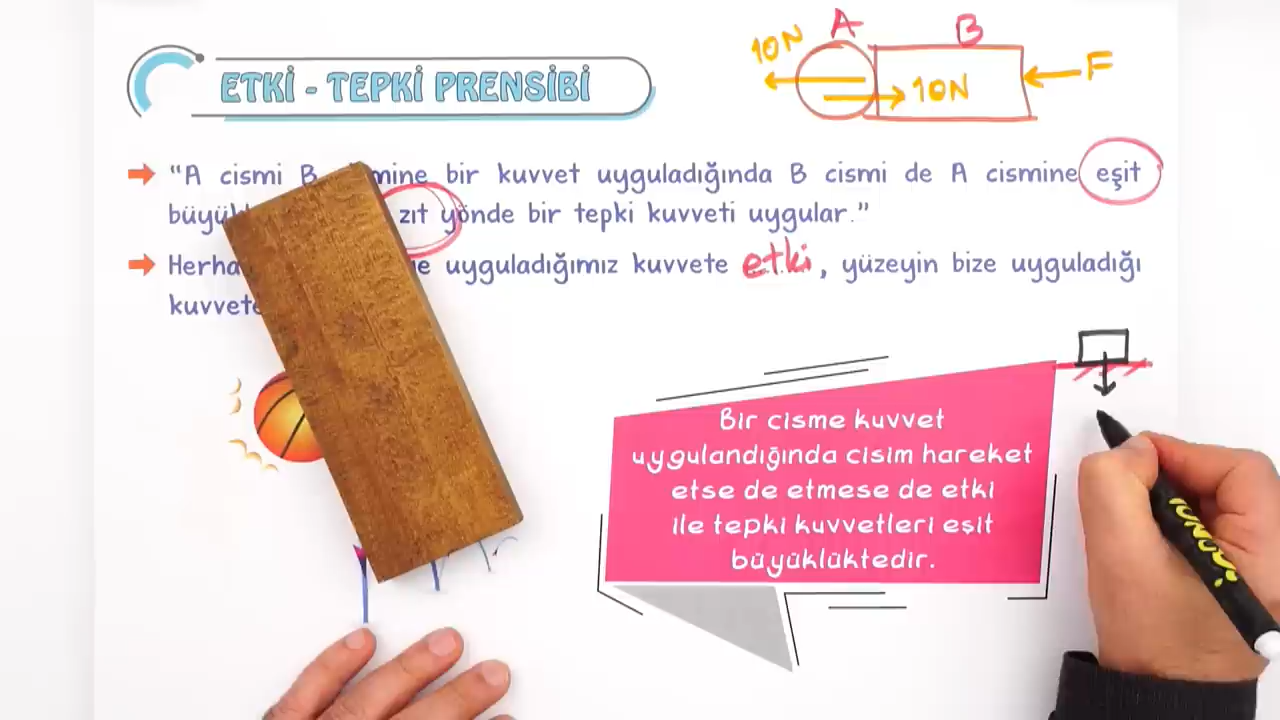 10N A B F
10N
ETKİ - TEPKİ PRENSİBİ
"A cismi B bir kuvvet uyguladığında B cismi de A cismine eşit
zıt yönde bir tepki kuvveti uygular."
uyguladığımız kuvvete etki, yüzeyin bize uyguladığı
Bir cisme kuvvet
uygulandığında cisim hareket
etse de etmese de etki
ile tepki kuvvetleri eşit
büyüklüktedir.